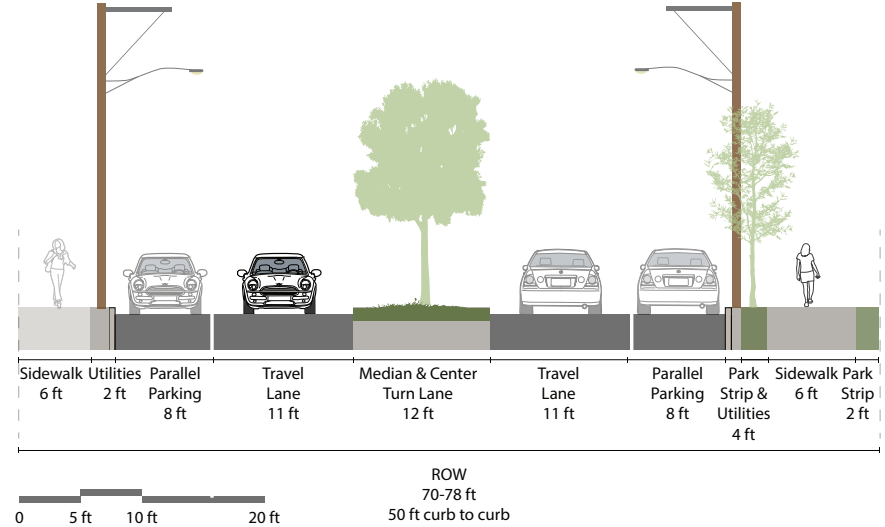 Sidewalk
6 ft
Utilities
2 ft
Parallel
Parking
8 ft
Travel
Lane
11 ft
Median & Center
Turn Lane
12 ft
Travel
Lane
11 ft
Parallel
Parking
8 ft
Park
Strip &
Utilities
4 ft
Sidewalk
6 ft
Park
Strip
2 ft
ROW
70-78 ft
50 ft curb to curb
0 5 ft 10 ft 20 ft